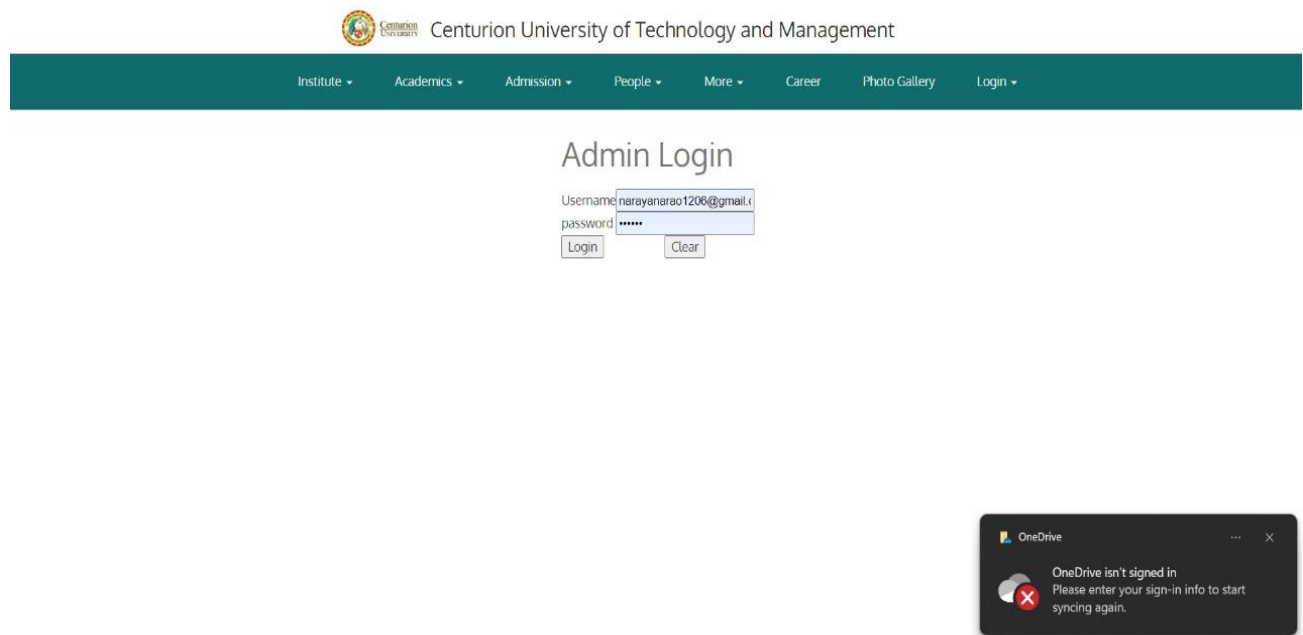 Centurion UNIVERSITY Centurion University of Technology and Management
Institute Academics Admission People More Career Photo Gallery Login
Admin Login
Username narayanarao1206@gmail.c
password ••••••
Login Clear
OneDrive
OneDrive isn't signed in
Please enter your sign-in info to start
syncing again.